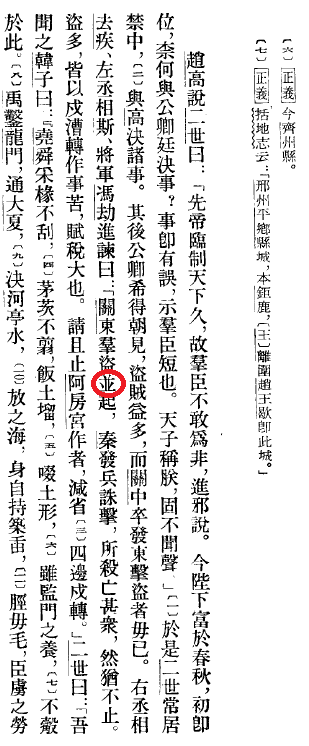 〔六〕正義今齊州縣。
〔七〕正義括地志云：「邢州平鄉縣城，本鉅鹿，〔王〕離圍趙王歇卽此城。」
趙高說二世曰：「先帝臨制天下久，故羣臣不敢爲非，進邪說。今陛下富於春秋，初卽
位，柰何與公卿廷決事？事卽有誤，示羣臣短也。天子稱朕，固不聞聲。」〔一〕於是二世常居
禁中，〔二〕與高決諸事。其後公卿希得朝見，盜賊益多，而關中卒發東擊盜者毋已。右丞相
去疾、左丞相斯、將軍馮劫進諫曰：「關東羣盜並起，秦發兵誅擊，所殺亡甚衆，然猶不止。
盜多，皆以戍漕轉作事苦，賦稅大也。請且止阿房宮作者，減省〔三〕四邊戍轉。」二世曰：「吾
聞之韓子曰：『堯舜采椽不刮，〔四〕茅茨不翦，飯土塯，〔五〕啜土形，〔六〕雖監門之養，〔七〕不觳
於此。〔八〕禹鑿龍門，通大夏，〔九〕決河亭水，〔一〇〕放之海，身自持築臿，〔一一〕脛毋毛，臣虜之勞